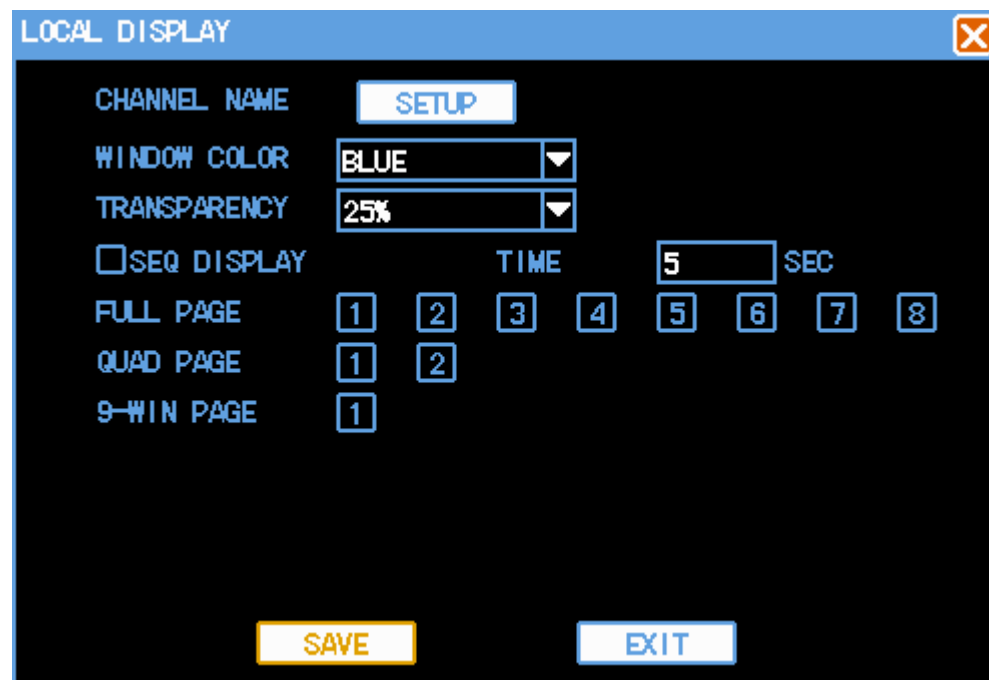 LOCAL DISPLAY
CHANNEL NAME SETUP
WINDOW COLOR BLUE
TRANSPARENCY 25%
SEQ DISPLAY TIME 5 SEC
FULL PAGE 1 2 3 4 5 6 7 8
QUAD PAGE 1 2
9-WIN PAGE 1
SAVE EXIT